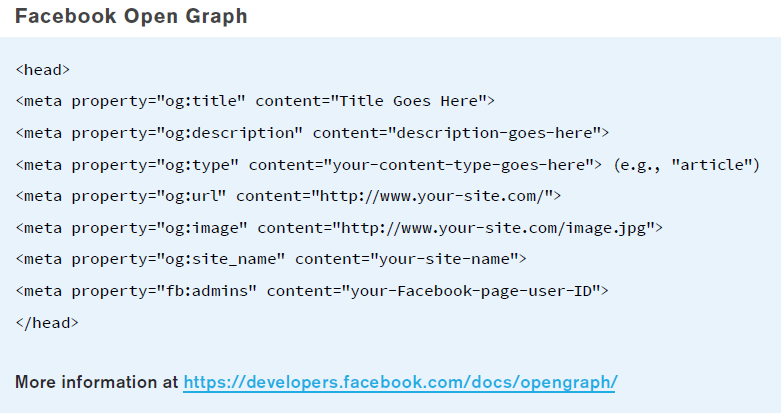 Facebook Open Graph
<head>
<meta property="og:title" content="Title Goes Here">
<meta property="og:description" content="description-goes-here">
<meta property="og:type" content="your-content-type-goes-here"> (e.g., "article")
<meta property="og:url" content="http://www.your-site.com/">
<meta property="og:image" content="http://www.your-site.com/image.jpg">
<meta property="og:site_name" content="your-site-name">
<meta property="fb:admins" content="your-Facebook-page-user-ID">
</head>
More information at https://developers.facebook.com/docs/opengraph/